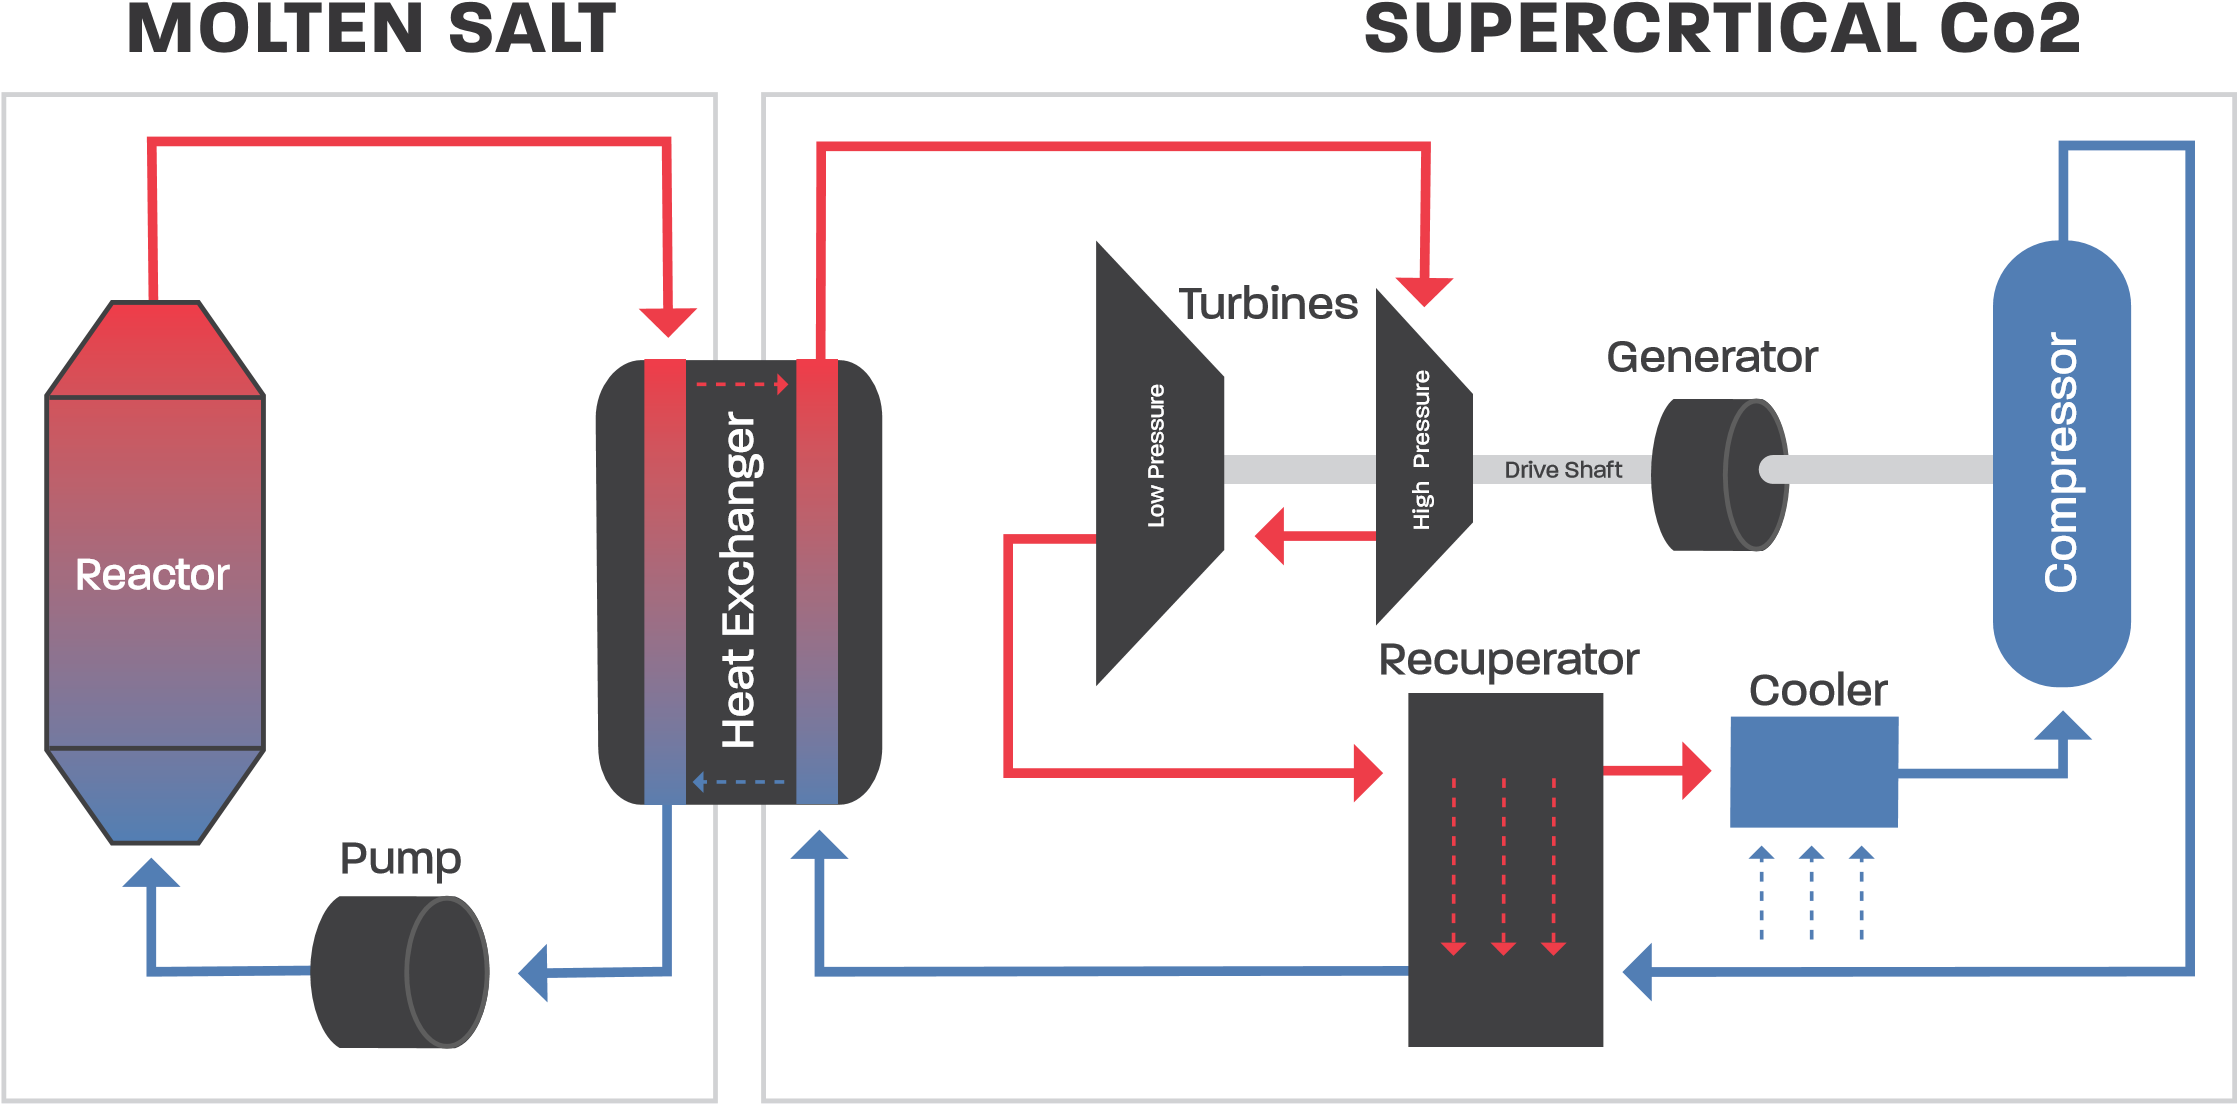 MOLTEN SALT
SUPERCRTICAL Co2
Reactor
Pump
Heat Exchanger
Turbines
Low Pressure
High Pressure
Drive Shaft
Generator
Compressor
Recuperator
Cooler